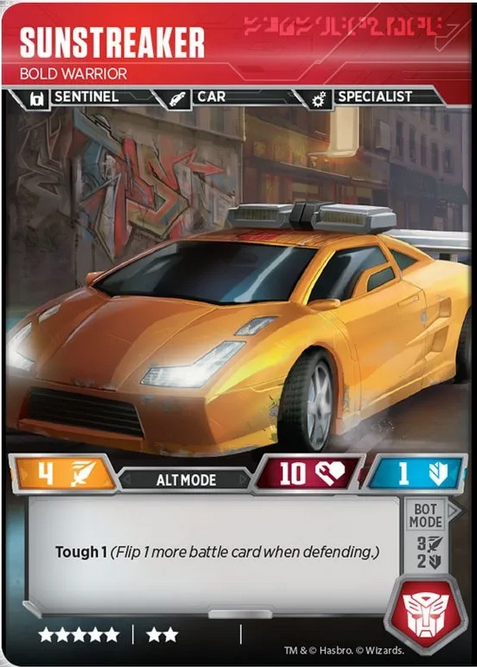 SUNSTREAKER
BOLD WARRIOR
SENTINEL CAR SPECIALIST
4 ALT MODE 10 1
BOT
MODE
3
2
Tough 1 (Flip 1 more battle card when defending.)
TM & © Hasbro. © Wizards.